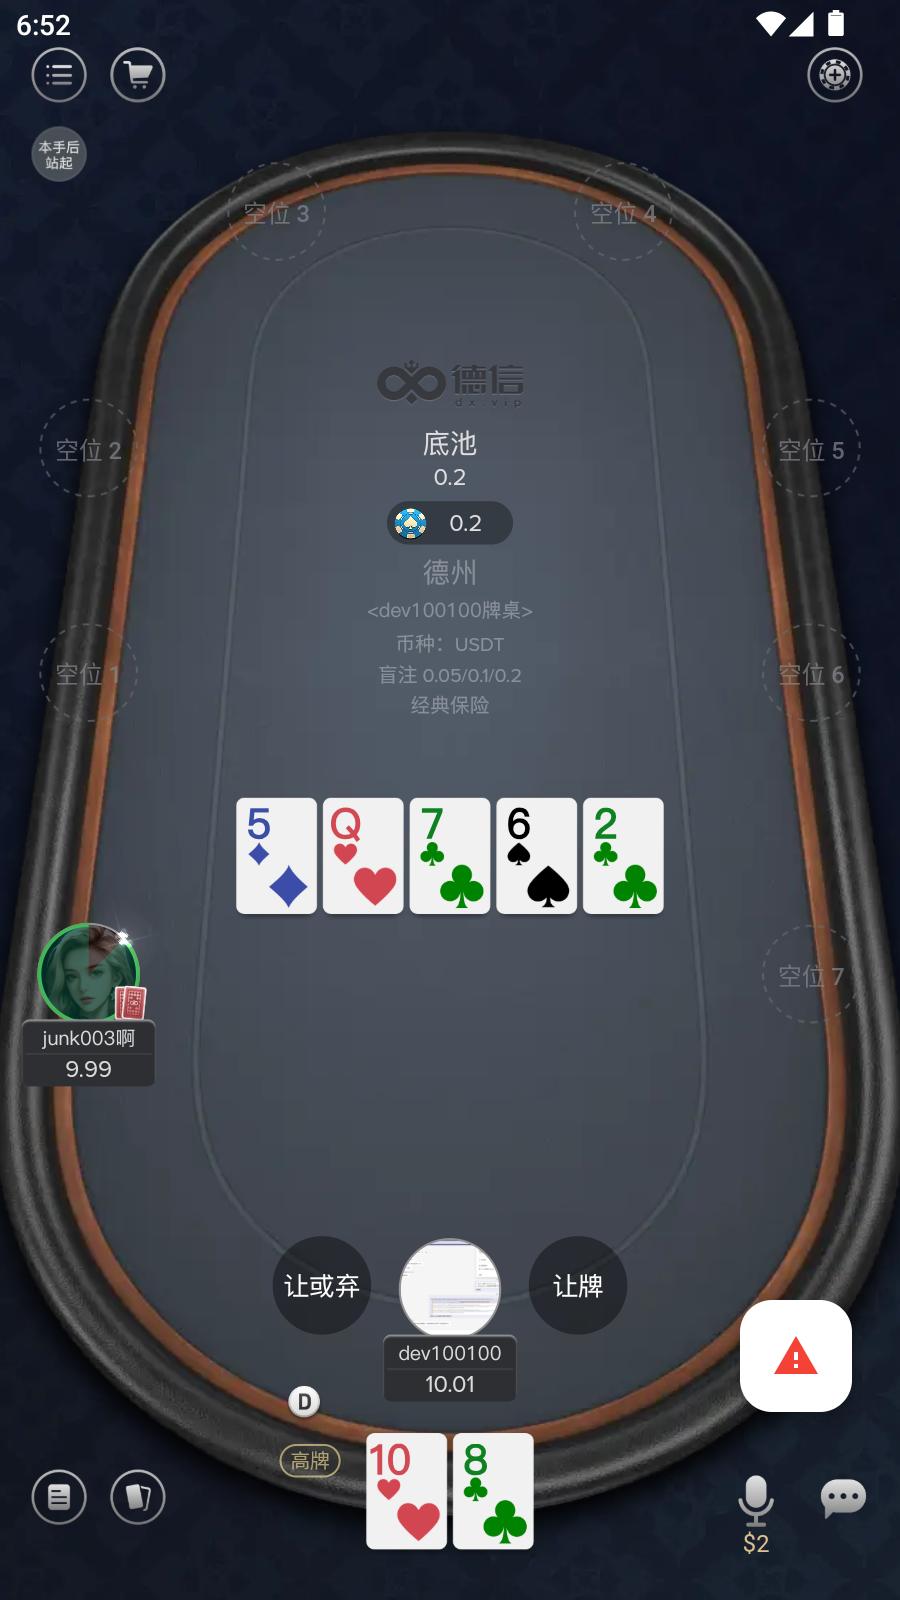 6:52
本手后
站起
空位 3
空位 4
德信
dx.vip
空位 2
底池
空位 5
0.2
0.2
德州
<dev100100牌桌>
币种：USDT
空位 1
盲注 0.05/0.1/0.2
空位 6
经典保险
5
Q
7
6
2
空位 7
junk003啊
9.99
让或弃
让牌
dev100100
10.01
D
高牌
10
8
$2